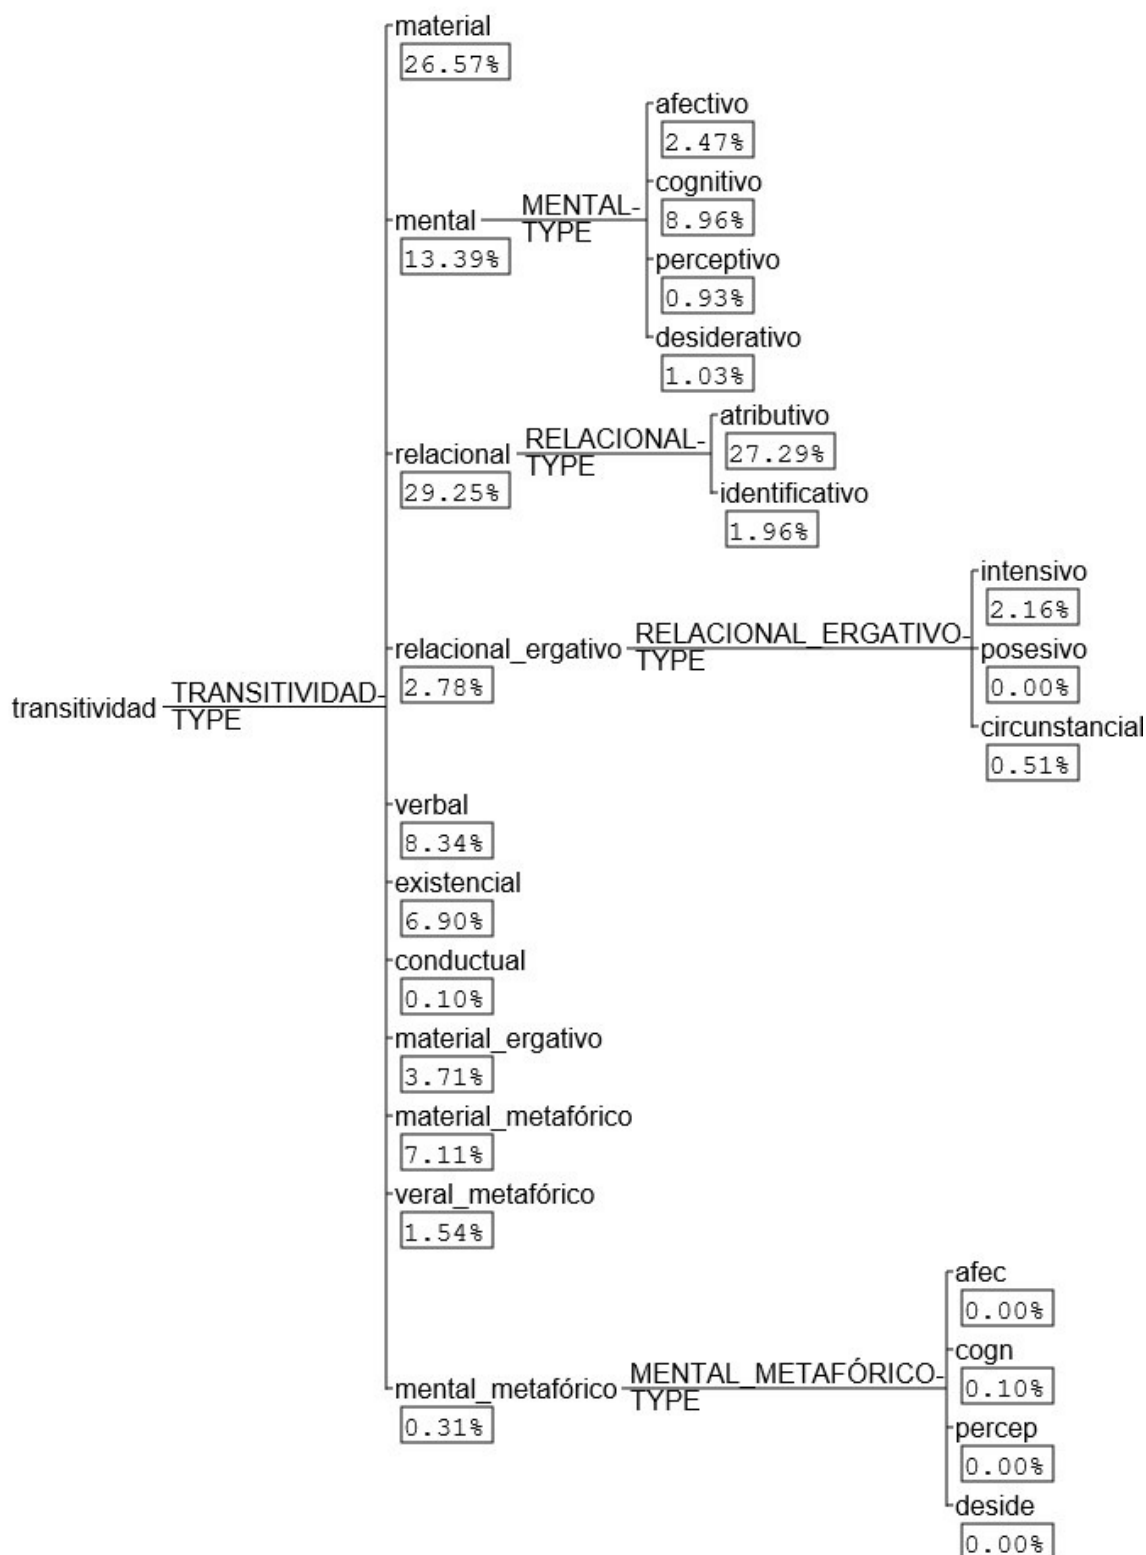 material
26.57%
afectivo
2.47%
cognitivo
8.96%
mental
MENTAL-
TYPE
13.39%
perceptivo
0.93%
desiderativo
1.03%
atributivo
27.29%
relacional
RELACIONAL-
TYPE
29.25%
identificativo
1.96%
intensivo
2.16%
relacional_ergativo
RELACIONAL_ERGATIVO-
TYPE
2.78%
posesivo
0.00%
circunstancial
0.51%
transitividad
TRANSITIVIDAD-
TYPE
verbal
8.34%
existencial
6.90%
conductual
0.10%
material_ergativo
3.71%
material_metafórico
7.11%
veral_metafórico
1.54%
afec
0.00%
cogn
0.10%
mental_metafórico
MENTAL_METAFÓRICO-
TYPE
0.31%
percep
0.00%
deside
0.00%